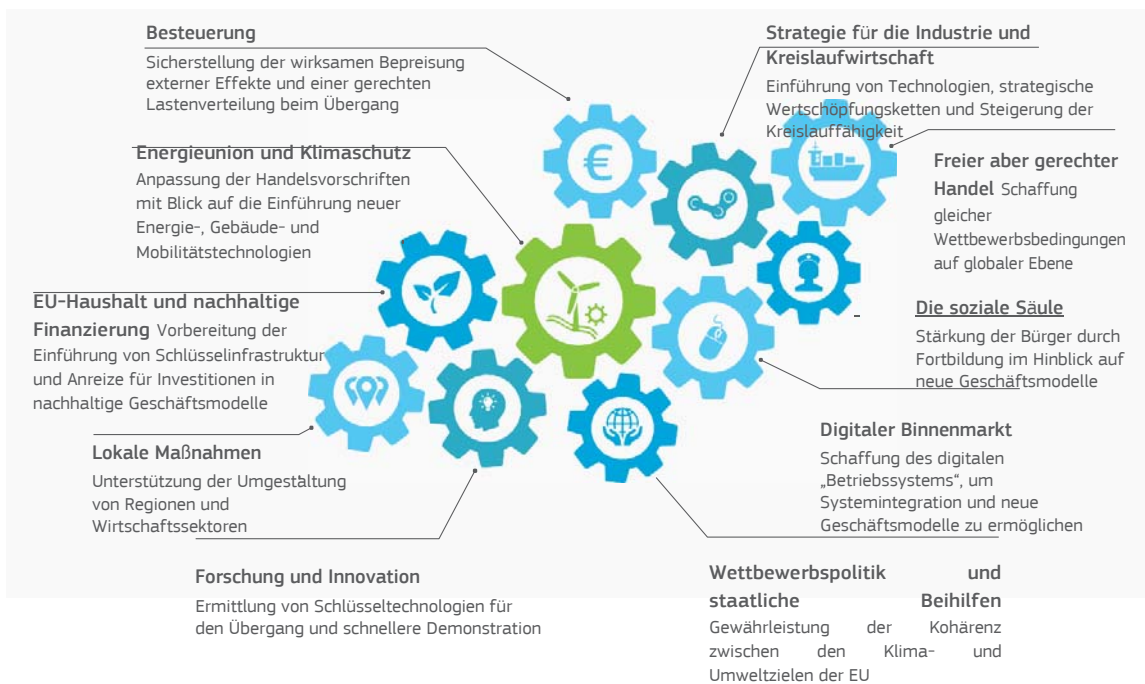 Besteuerung
Sicherstellung der wirksamen Bepreisung
externer Effekte und einer gerechten
Lastenverteilung beim Übergang
Strategie für die Industrie und
Kreislaufwirtschaft
Einführung von Technologien, strategische
Wertschöpfungsketten und Steigerung der
Kreislauffähigkeit
Energieunion und Klimaschutz
Anpassung der Handelsvorschriften
mit Blick auf die Einführung neuer
Energie-, Gebäude- und
Mobilitätstechnologien
Freier aber gerechter
Handel Schaffung
gleicher
Wettbewerbsbedingungen
auf globaler Ebene
€
EU-Haushalt und nachhaltige
Finanzierung Vorbereitung der
Einführung von Schlüsselinfrastruktur
und Anreize für Investitionen in
nachhaltige Geschäftsmodelle
Die soziale Säule
Stärkung der Bürger durch
Fortbildung im Hinblick auf
neue Geschäftsmodelle
Lokale Maßnahmen
Unterstützung der Umgestaltung
von Regionen und
Wirtschaftssektoren
Digitaler Binnenmarkt
Schaffung des digitalen
„Betriebssystems“, um
Systemintegration und neue
Geschäftsmodelle zu ermöglichen
Forschung und Innovation
Ermittlung von Schlüsseltechnologien für
den Übergang und schnellere Demonstration
Wettbewerbspolitik und
staatliche Beihilfen
Gewährleistung der Kohärenz
zwischen den Klima- und
Umweltzielen der EU